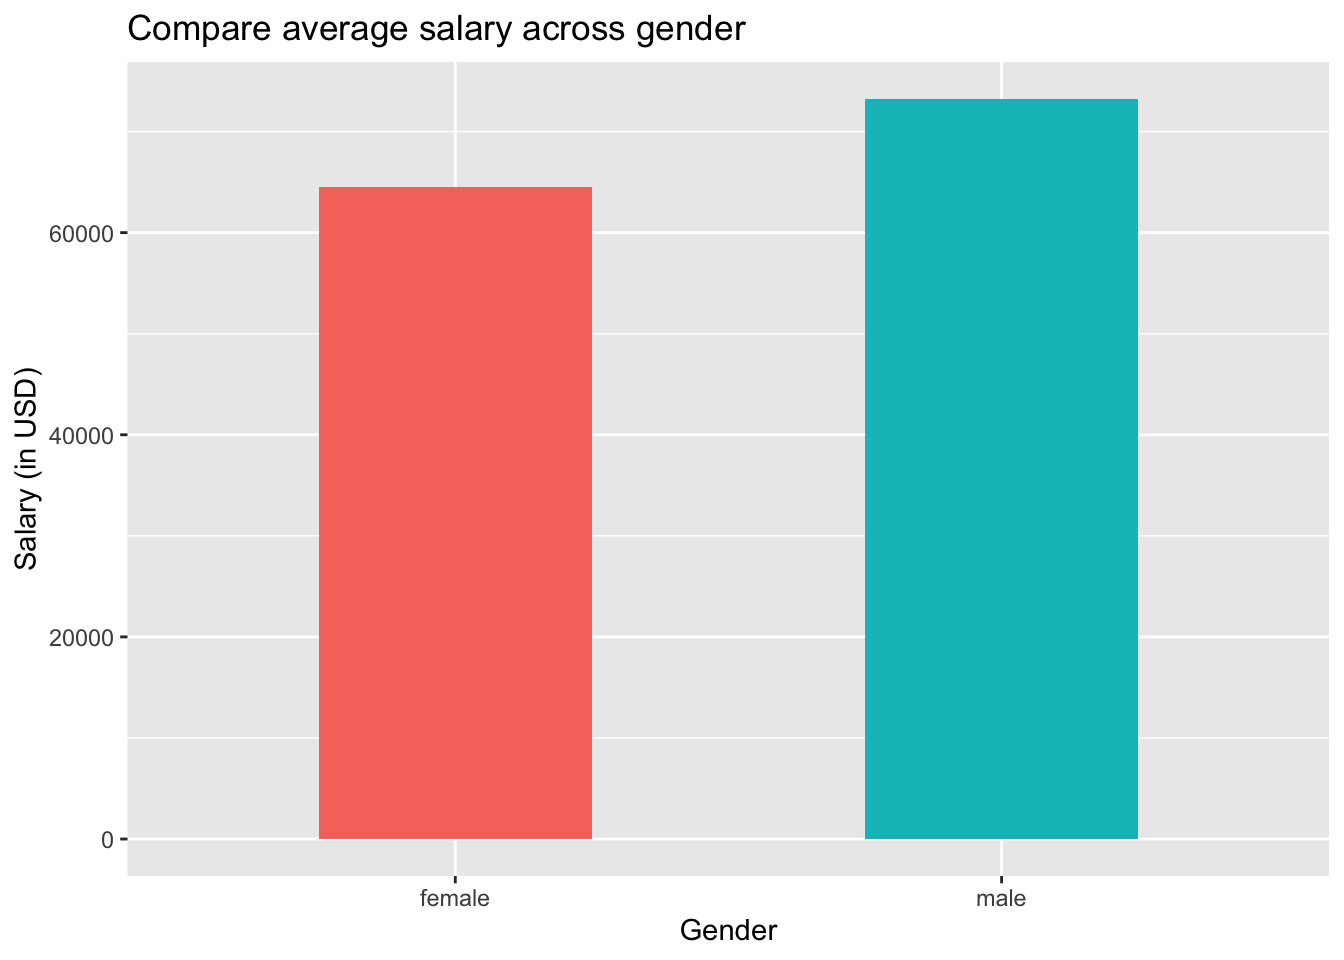 Compare average salary across gender
Salary (in USD)
60000
40000
20000
0
female
male
Gender